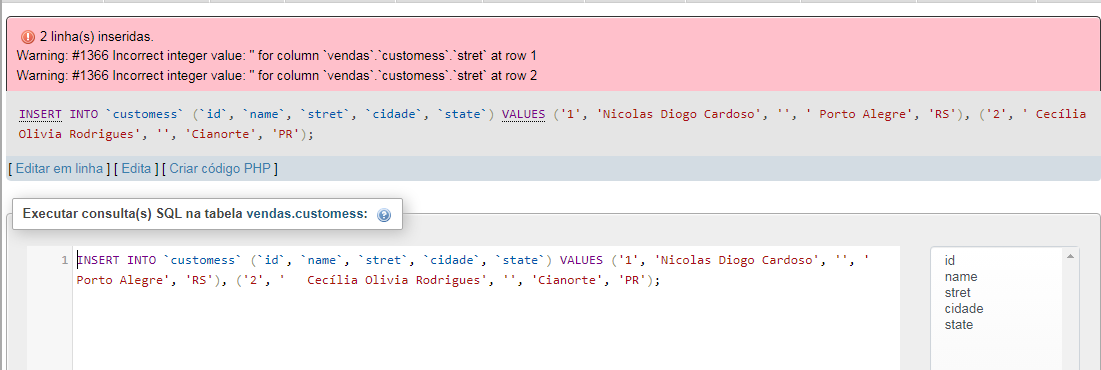 2 linha(s) inseridas.
Warning: #1366 Incorrect integer value: '' for column `vendas`.`customess`.`stret` at row 1
Warning: #1366 Incorrect integer value: '' for column `vendas`.`customess`.`stret` at row 2
INSERT INTO `customess` (`id`, `name`, `stret`, `cidade`, `state`) VALUES ('1', 'Nicolas Diogo Cardoso', '', ' Porto Alegre', 'RS'), ('2', ' Cecília
Olivia Rodrigues', '', 'Cianorte', 'PR');
[ Editar em linha ] [ Edita ] [ Criar código PHP ]
Executar consulta(s) SQL na tabela vendas.customess:
1 INSERT INTO `customess` (`id`, `name`, `stret`, `cidade`, `state`) VALUES ('1', 'Nicolas Diogo Cardoso', '', '
Porto Alegre', 'RS'), ('2', '   Cecília Olivia Rodrigues', '', 'Cianorte', 'PR');
id
name
stret
cidade
state